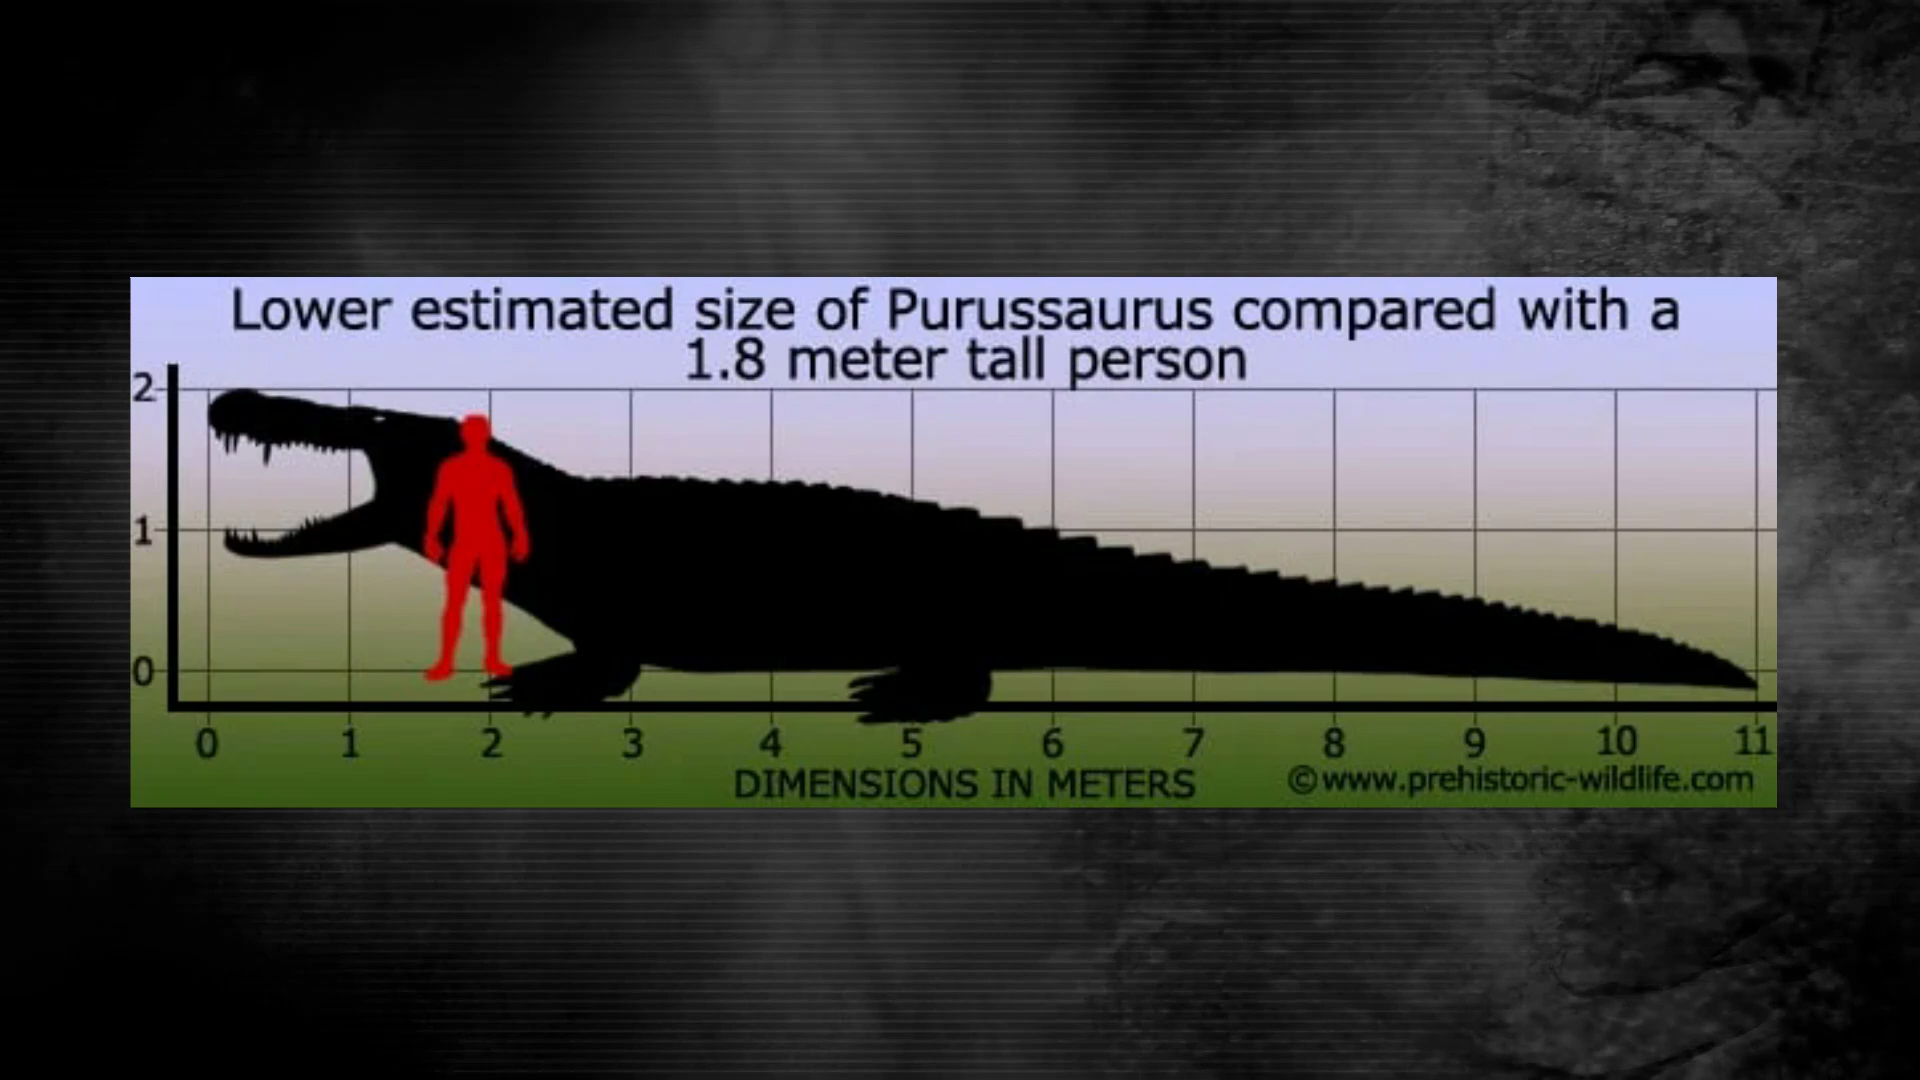 Lower estimated size of Purussaurus compared with a
1.8 meter tall person
2
1
0
0 1 2 3 4 5 6 7 8 9 10 11
DIMENSIONS IN METERS
©www.prehistoric-wildlife.com